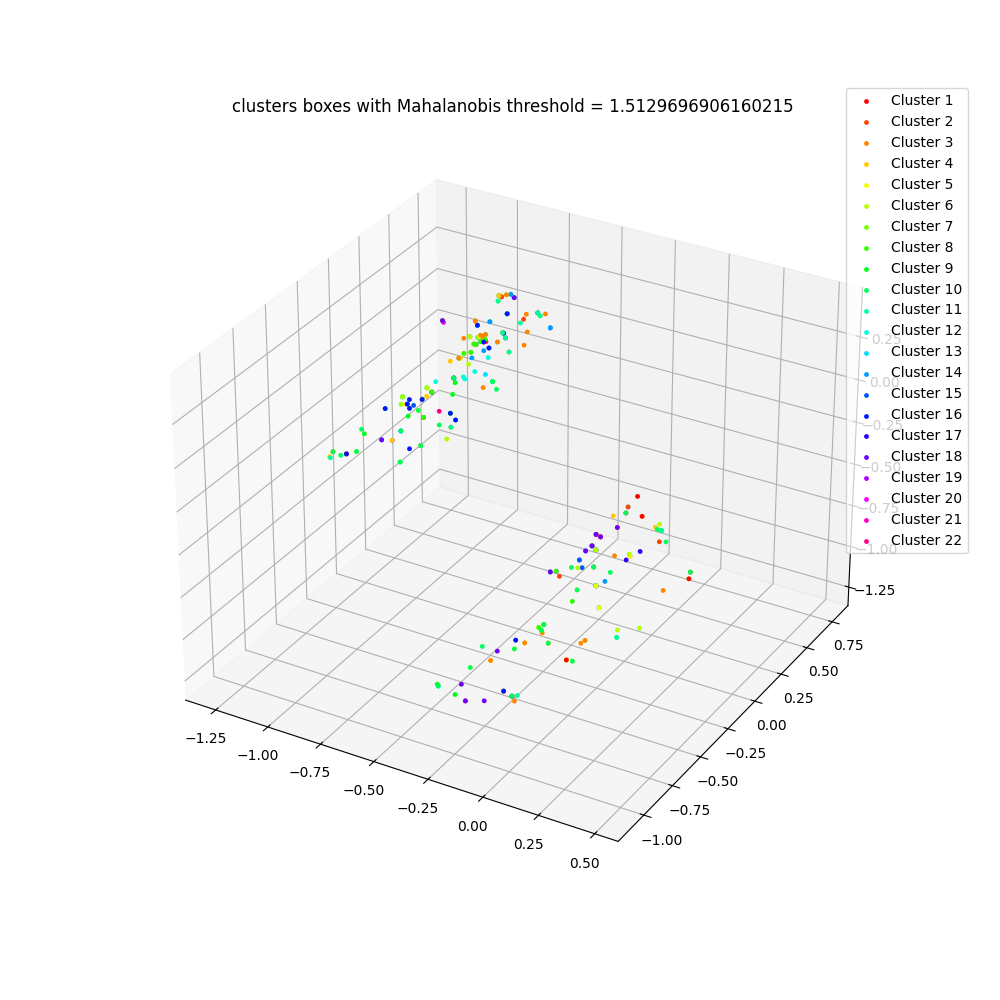 clusters boxes with Mahalanobis threshold = 1.5129696906160215
Cluster 1
Cluster 2
Cluster 3
Cluster 4
Cluster 5
Cluster 6
Cluster 7
Cluster 8
Cluster 9
Cluster 10
Cluster 11
Cluster 12
Cluster 13
Cluster 14
Cluster 15
Cluster 16
Cluster 17
Cluster 18
Cluster 19
Cluster 20
Cluster 21
Cluster 22
0.25
0.00
−0.25
−0.50
−0.75
−1.00
−1.25
0.75
0.50
0.25
0.00
−0.25
−0.50
−0.75
−1.00
−1.25
−1.00
−0.75
−0.50
−0.25
0.00
0.25
0.50